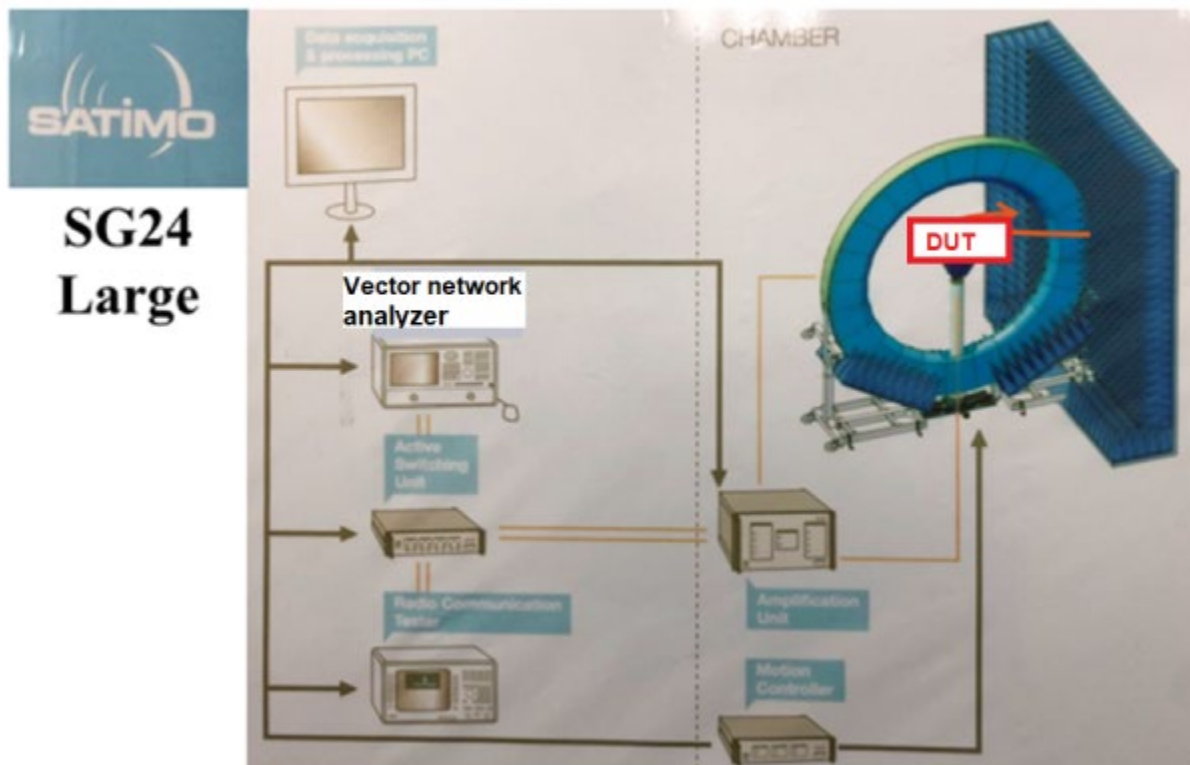 SATIMO
SG24
Large
Data acquisition
& processing PC
CHAMBER
DUT
Vector network
analyzer
Active
Switching
Unit
Radio Communication
Tester
Amplification
Unit
Motion
Controller